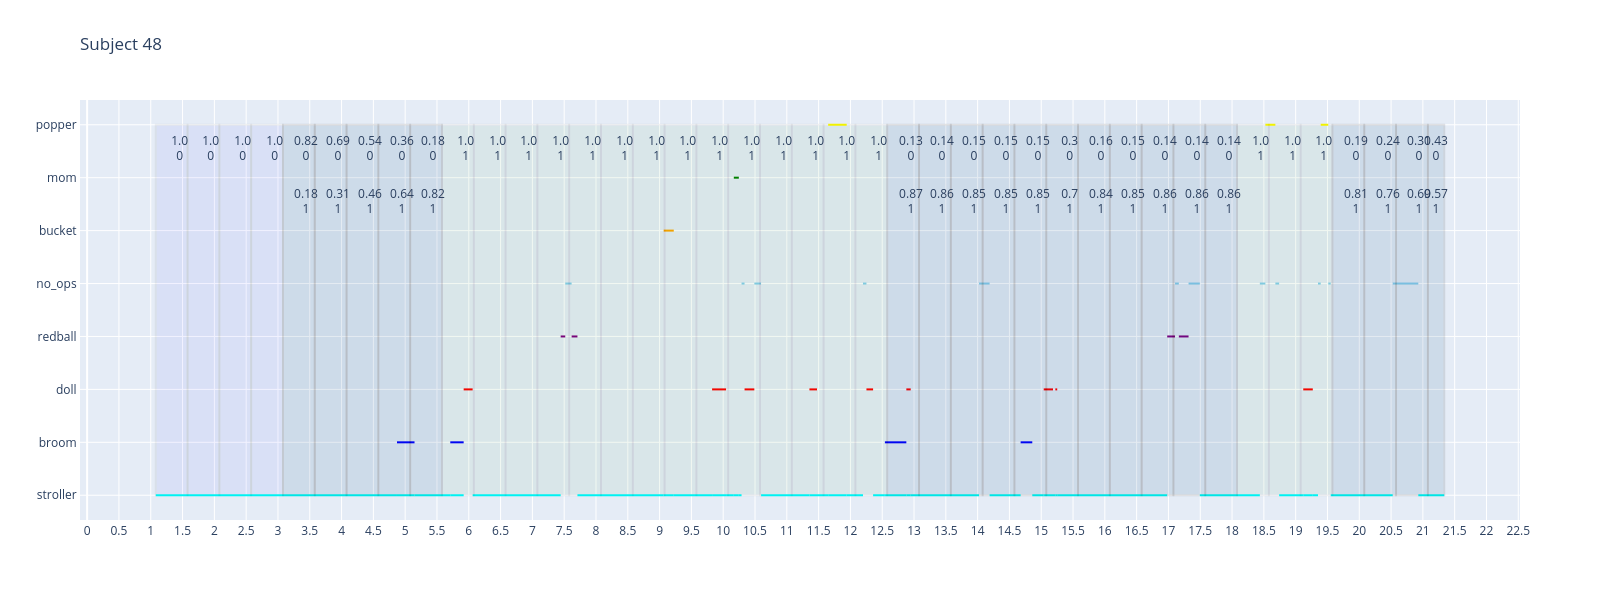 Subject 48
popper
1.0 1.0 1.0 1.0 0.82 0.69 0.54 0.36 0.18 1.0 1.0 1.0 1.0 1.0 1.0 1.0 1.0 1.0 1.0 1.0 1.0 1.0 1.0 0.13 0.14 0.15 0.15 0.15 0.3 0.16 0.15 0.14 0.14 0.14 1.0 1.0 1.0 0.19 0.24 0.43
0 0 0 0 0 0 0 0 0 1 1 1 1 1 1 1 1 1 1 1 1 1 1 0 0 0 0 0 0 0 0 0 0 0 1 1 1 0 0 0 0
mom
0.18 0.31 0.46 0.64 0.82 0.87 0.86 0.85 0.85 0.85 0.7 0.84 0.85 0.86 0.86 0.86 0.81 0.76 0.57
1 1 1 1 1 1 1 1 1 1 1 1 1 1 1 1 1 1 1 1
bucket
no_ops
redball
doll
broom
stroller
0 0.5 1 1.5 2 2.5 3 3.5 4 4.5 5 5.5 6 6.5 7 7.5 8 8.5 9 9.5 10 10.5 11 11.5 12 12.5 13 13.5 14 14.5 15 15.5 16 16.5 17 17.5 18 18.5 19 19.5 20 20.5 21 21.5 22 22.5